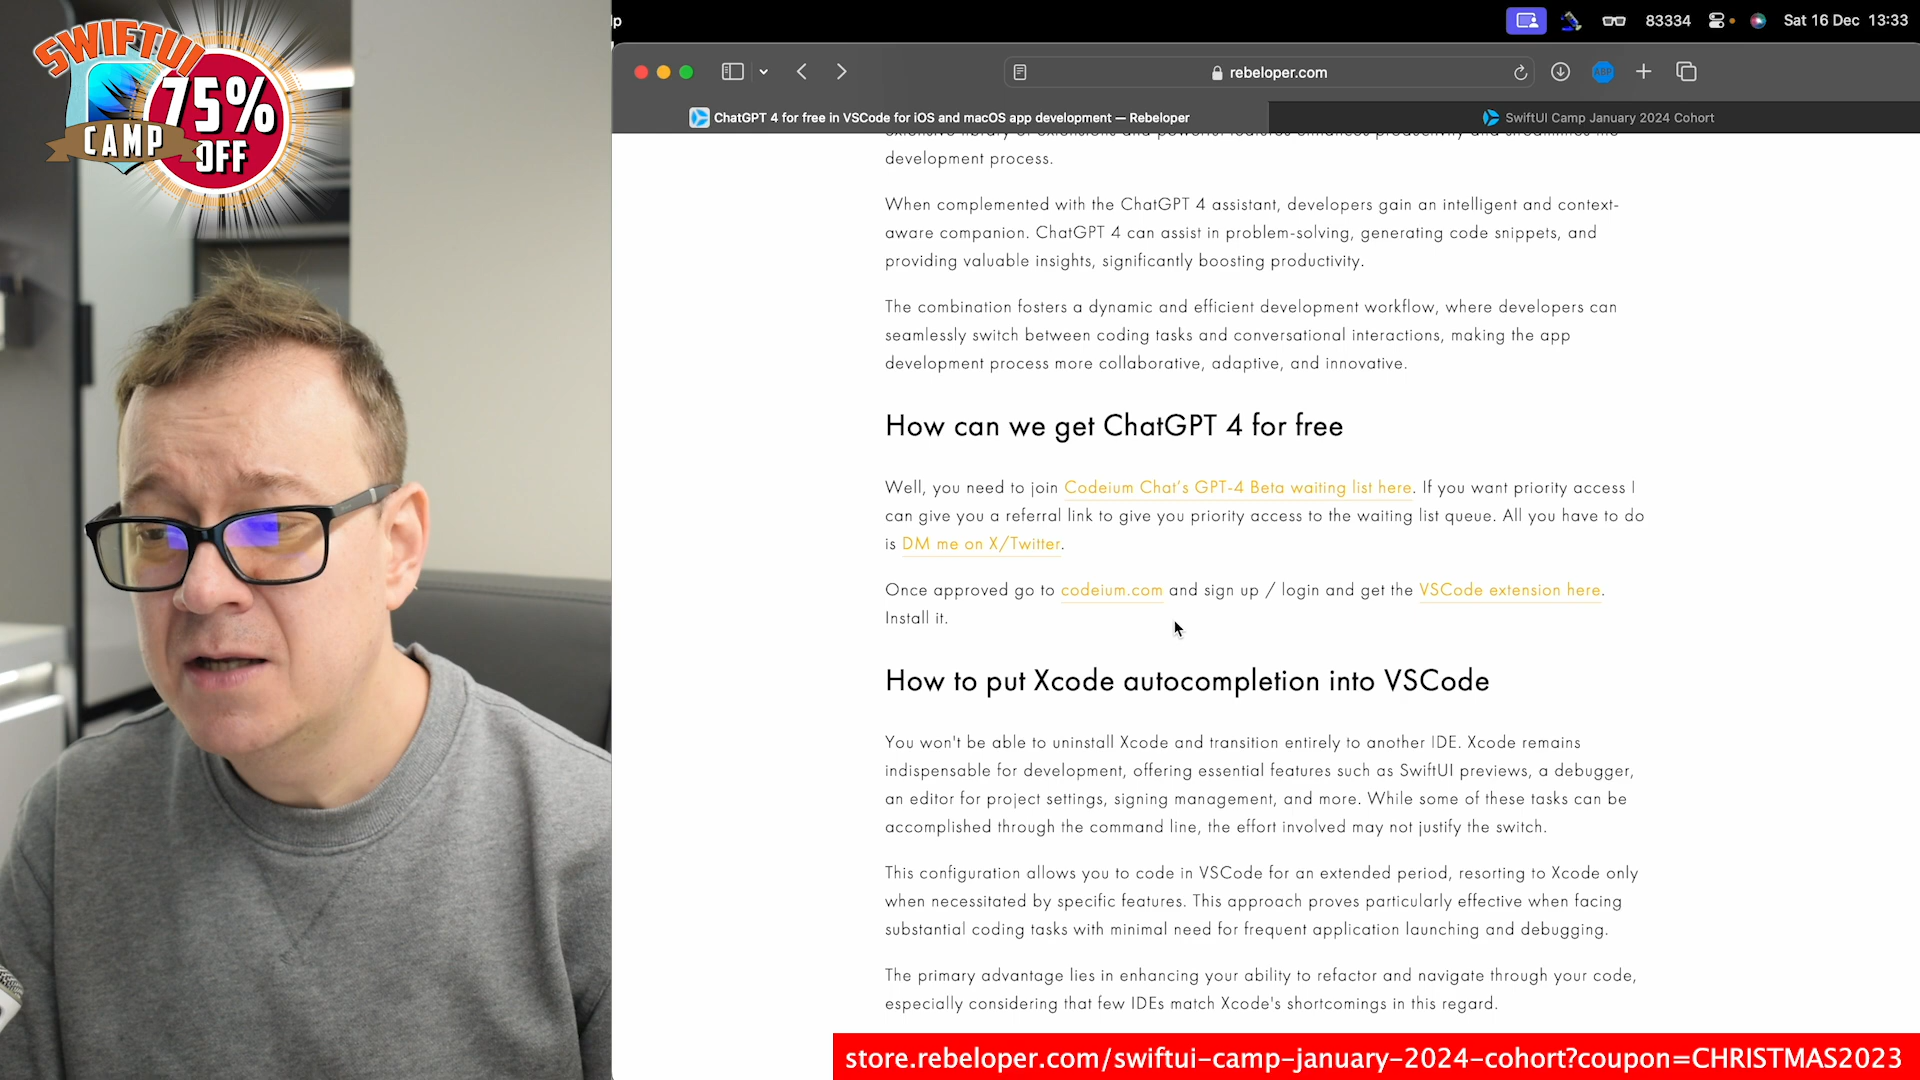 SWIFTUI
CAMP
75%
OFF
lp
83334
Sat 16 Dec 13:33
rebeloper.com
ABP
ChatGPT 4 for free in VSCode for iOS and macOS app development — Rebeloper
SwiftUI Camp January 2024 Cohort
extensive library of extensions and powerful features enhances productivity and streamlines the
development process.
When complemented with the ChatGPT 4 assistant, developers gain an intelligent and context-
aware companion. ChatGPT 4 can assist in problem-solving, generating code snippets, and
providing valuable insights, significantly boosting productivity.
The combination fosters a dynamic and efficient development workflow, where developers can
seamlessly switch between coding tasks and conversational interactions, making the app
development process more collaborative, adaptive, and innovative.
How can we get ChatGPT 4 for free
Well, you need to join Codeium Chat's GPT-4 Beta waiting list here. If you want priority access I
can give you a referral link to give you priority access to the waiting list queue. All you have to do
is DM me on X/Twitter.
Once approved go to codeium.com and sign up / login and get the VSCode extension here.
Install it.
How to put Xcode autocompletion into VSCode
You won't be able to uninstall Xcode and transition entirely to another IDE. Xcode remains
indispensable for development, offering essential features such as SwiftUI previews, a debugger,
an editor for project settings, signing management, and more. While some of these tasks can be
accomplished through the command line, the effort involved may not justify the switch.
This configuration allows you to code in VSCode for an extended period, resorting to Xcode only
when necessitated by specific features. This approach proves particularly effective when facing
substantial coding tasks with minimal need for frequent application launching and debugging.
The primary advantage lies in enhancing your ability to refactor and navigate through your code,
especially considering that few IDEs match Xcode's shortcomings in this regard.
store.rebeloper.com/swiftui-camp-january-2024-cohort?coupon=CHRISTMAS2023